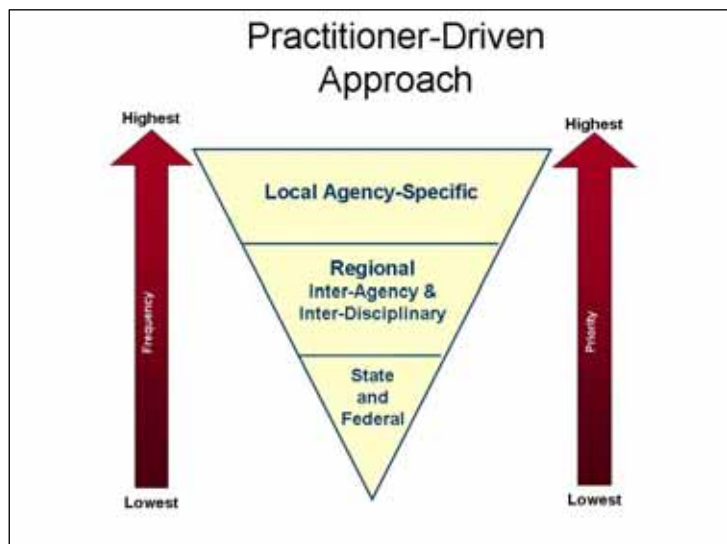 Practitioner-Driven
Approach
Highest
Highest
Local Agency-Specific
Regional
Inter-Agency &
Inter-Disciplinary
Frequency
Priority
State
and
Federal
Lowest
Lowest